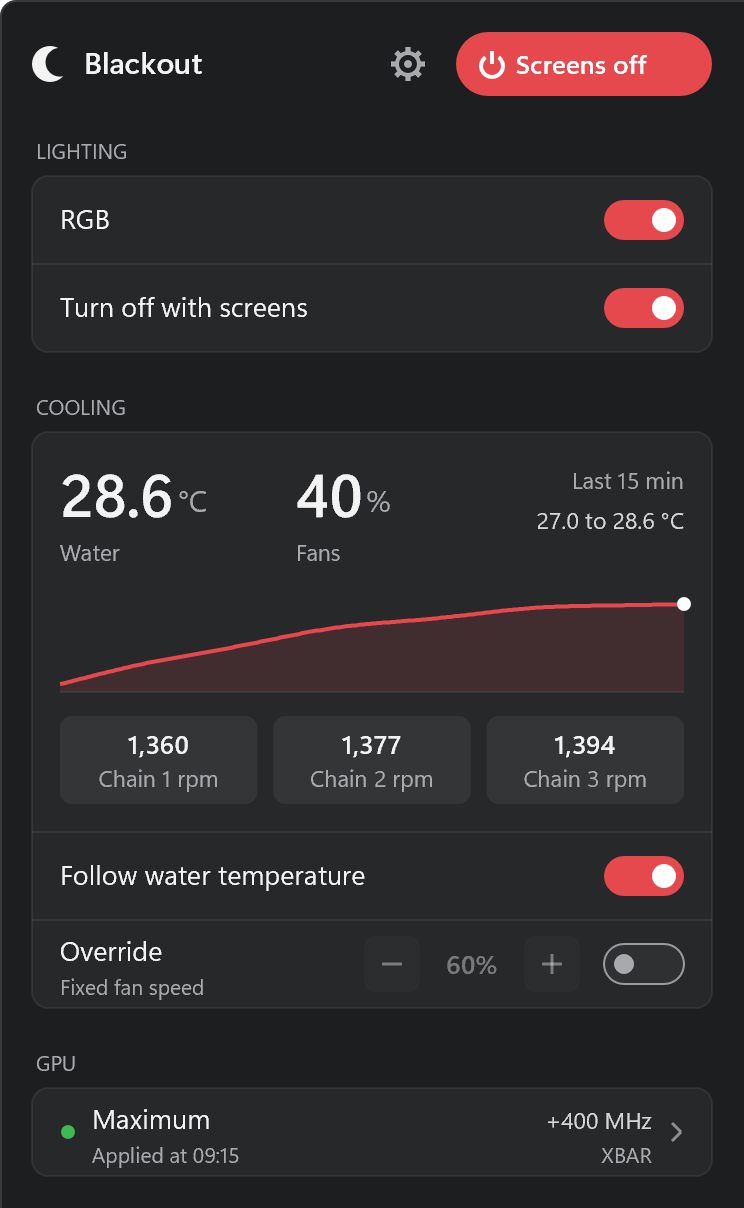 Blackout
Screens off
LIGHTING
RGB
Turn off with screens
COOLING
28.6 °C
Water
40 %
Fans
Last 15 min
27.0 to 28.6 °C
1,360
Chain 1 rpm
1,377
Chain 2 rpm
1,394
Chain 3 rpm
Follow water temperature
Override
Fixed fan speed
60%
GPU
Maximum
Applied at 09:15
+400 MHz
XBAR